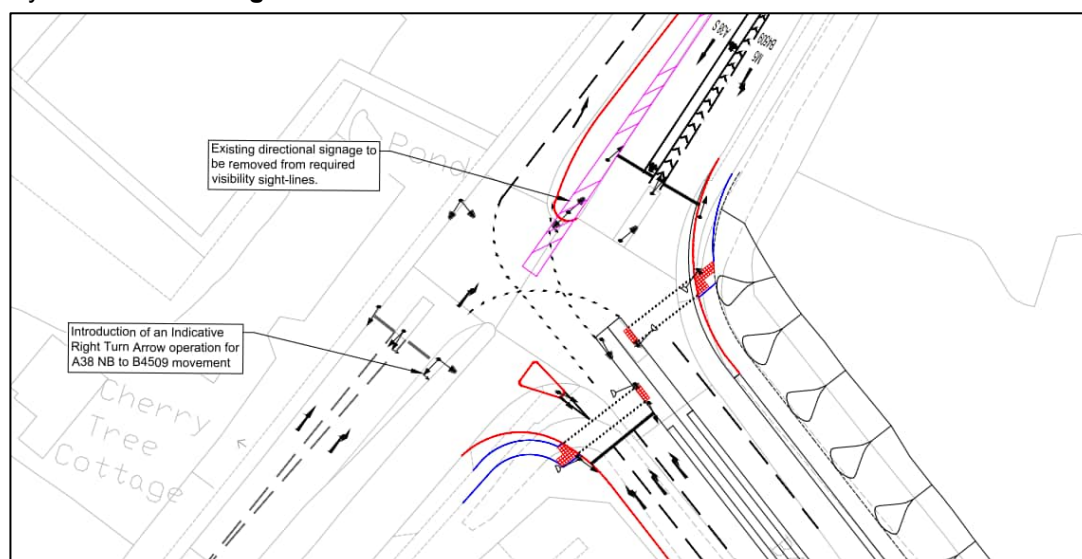 A38 S
B4509
M5
Existing directional signage to
be removed from required
visibility sight-lines.
Pond
Introduction of an Indicative
Right Turn Arrow operation for
A38 NB to B4509 movement
Cherry
Tree
Cottage